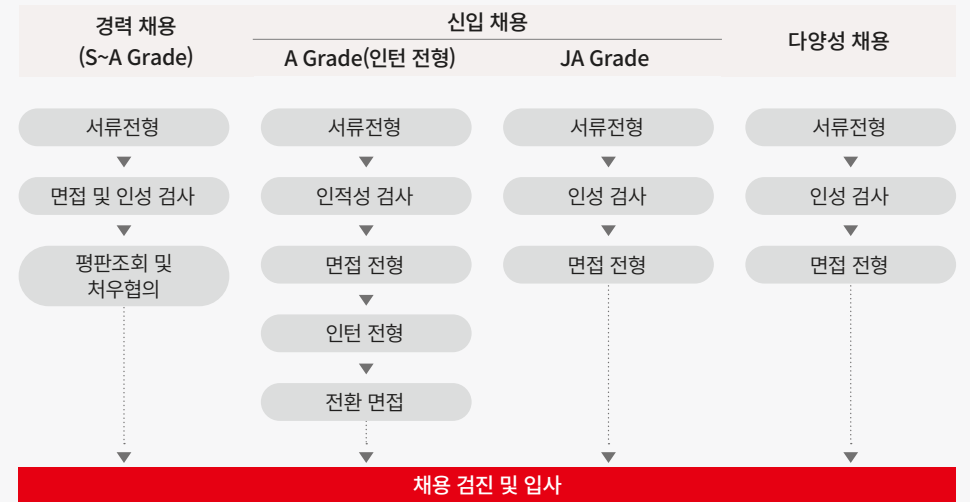 경력 채용
(S~A Grade)
신입 채용
A Grade(인턴 전형)
JA Grade
다양성 채용
서류전형
면접 및 인성 검사
평판조회 및
처우협의
서류전형
인적성 검사
면접 전형
인턴 전형
전환 면접
서류전형
인성 검사
면접 전형
서류전형
인성 검사
면접 전형
채용 검진 및 입사